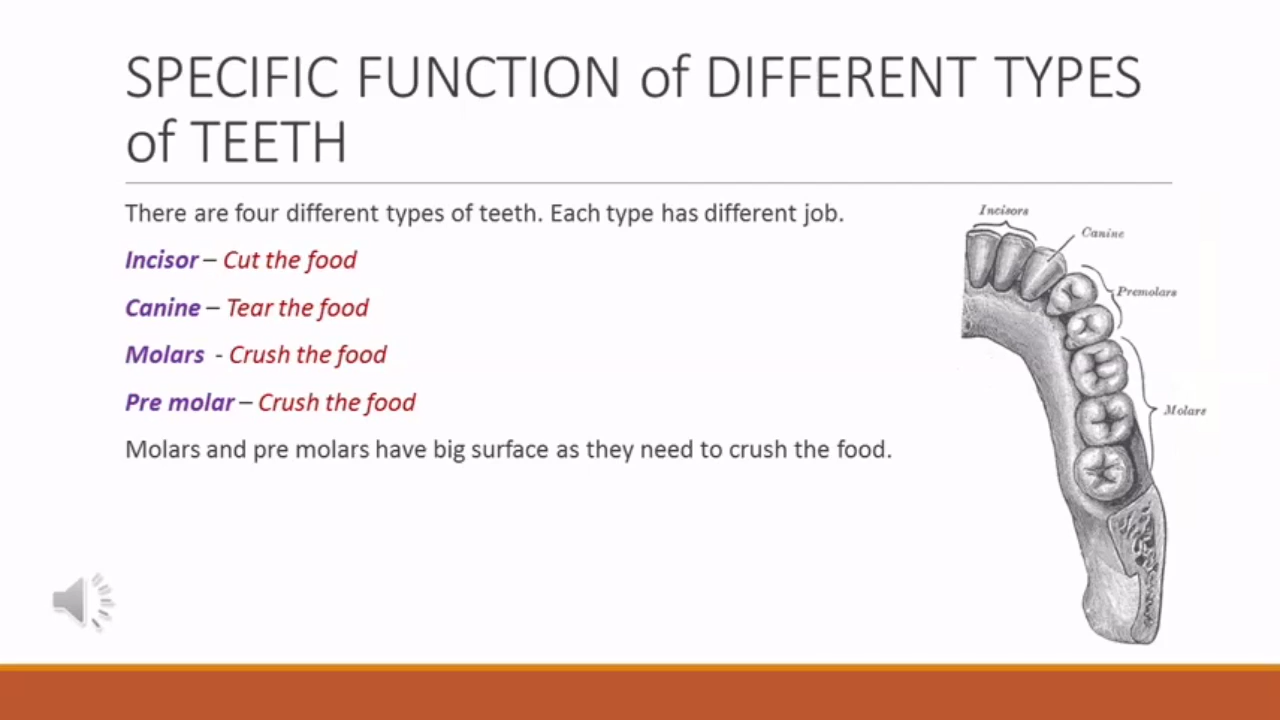 SPECIFIC FUNCTION of DIFFERENT TYPES
of TEETH
There are four different types of teeth. Each type has different job.
Incisor – Cut the food
Canine – Tear the food
Molars - Crush the food
Pre molar – Crush the food
Molars and pre molars have big surface as they need to crush the food.
Incisors
Canine
Premolars
Molars